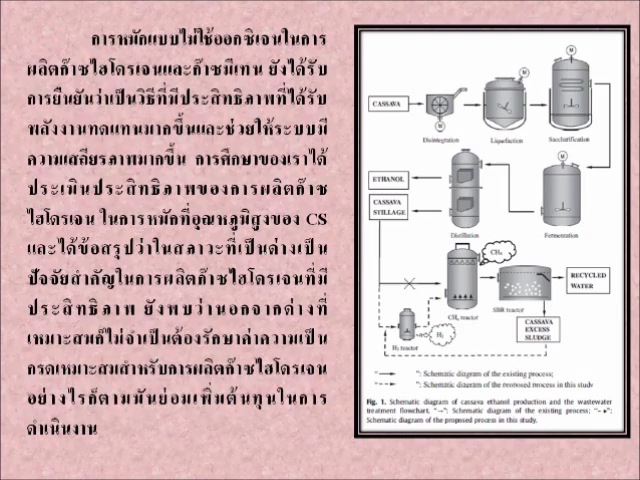 การหมักแบบไม่ใช้ออกซิเจนในการ
ผลิตก๊าซไฮโดรเจนและก๊าซมีเทน ยังได้รับ
การยืนยันว่าเป็นวิธีที่มีประสิทธิภาพที่ได้รับ
พลังงานทดแทนมากขึ้นและช่วยให้ระบบมี
ความเสถียรภาพมากขึ้น การศึกษาของเราได้
ประเมินประสิทธิภาพของการผลิตก๊าซ
ไฮโดรเจน ในการหมักที่อุณหภูมิสูงของ CS
และได้ข้อสรุปว่าในสภาวะที่เป็นด่างเป็น
ปัจจัยสำคัญในการผลิตก๊าซไฮโดรเจนที่มี
ประสิทธิภาพ ยังพบว่านอกจากด่างที่
เหมาะสมก็ไม่จำเป็นต้องรักษาค่าความเป็น
กรดเหมาะสมสำหรับการผลิตก๊าซไฮโดรเจน
อย่างไรก็ตามมันย่อมเพิ่มต้นทุนในการ
ดำเนินงาน
M
M
CASSAVA
M
Disintegration
Liquefaction
Saccharification
M
ETHANOL
CASSAVA
STILLAGE
Distillation
Fermentation
CH₄
RECYCLED
WATER
CH₄ reactor
SBR reactor
H₂
H₂ reactor
CASSAVA
EXCESS
SLUDGE
“ ⟶ ”: Schematic diagram of the existing process;
“ - - -► ”: Schematic diagram of the proposed process in this study
Fig. 1. Schematic diagram of cassava ethanol production and the wastewater
treatment flowchart. “→”: Schematic diagram of the existing process; “- ►”:
Schematic diagram of the proposed process in this study.